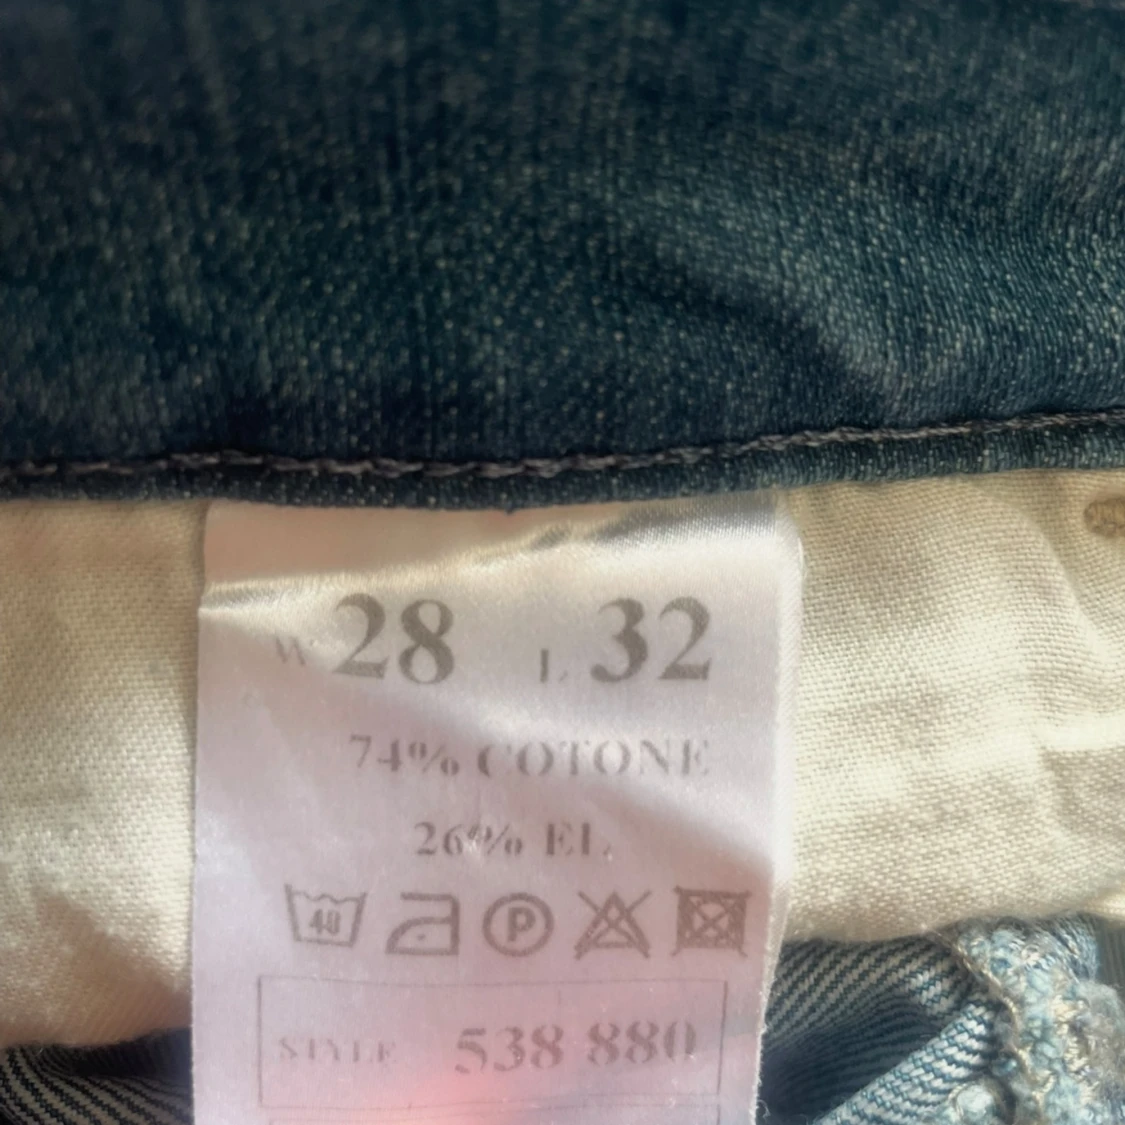 W 28 L 32
74% COTONE
26% EL
40 P
STYLE 538 880